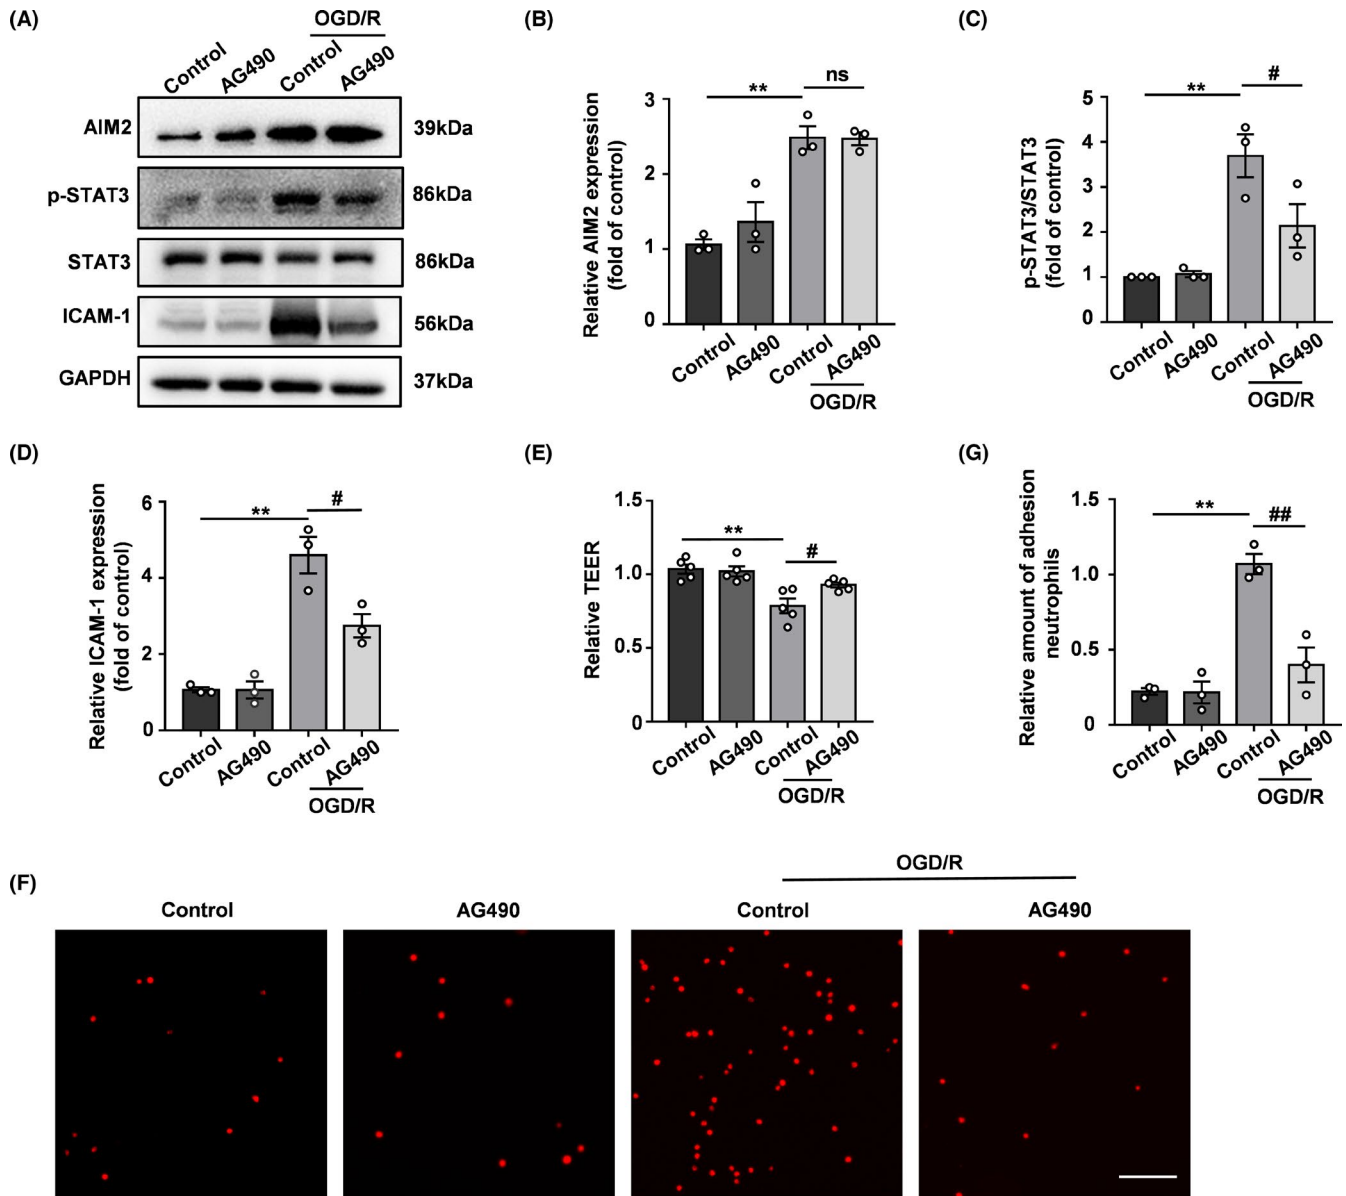 (A)
OGD/R
Control
AG490
Control
AG490
AIM2
39kDa
p-STAT3
86kDa
STAT3
86kDa
ICAM-1
56kDa
GAPDH
37kDa
(B)
Relative AIM2 expression
(fold of control)
3
2
1
0
**
ns
Control
AG490
Control
AG490
OGD/R
(C)
p-STAT3/STAT3
(fold of control)
5
4
3
2
1
0
**
#
Control
AG490
Control
AG490
OGD/R
(D)
Relative ICAM-1 expression
(fold of control)
6
4
2
0
**
#
Control
AG490
Control
AG490
OGD/R
(E)
Relative TEER
1.5
1.0
0.5
0
**
#
Control
AG490
Control
AG490
OGD/R
(G)
Relative amount of adhesion
neutrophils
1.5
1.0
0.5
0
**
##
Control
AG490
Control
AG490
OGD/R
(F)
OGD/R
Control
AG490
Control
AG490